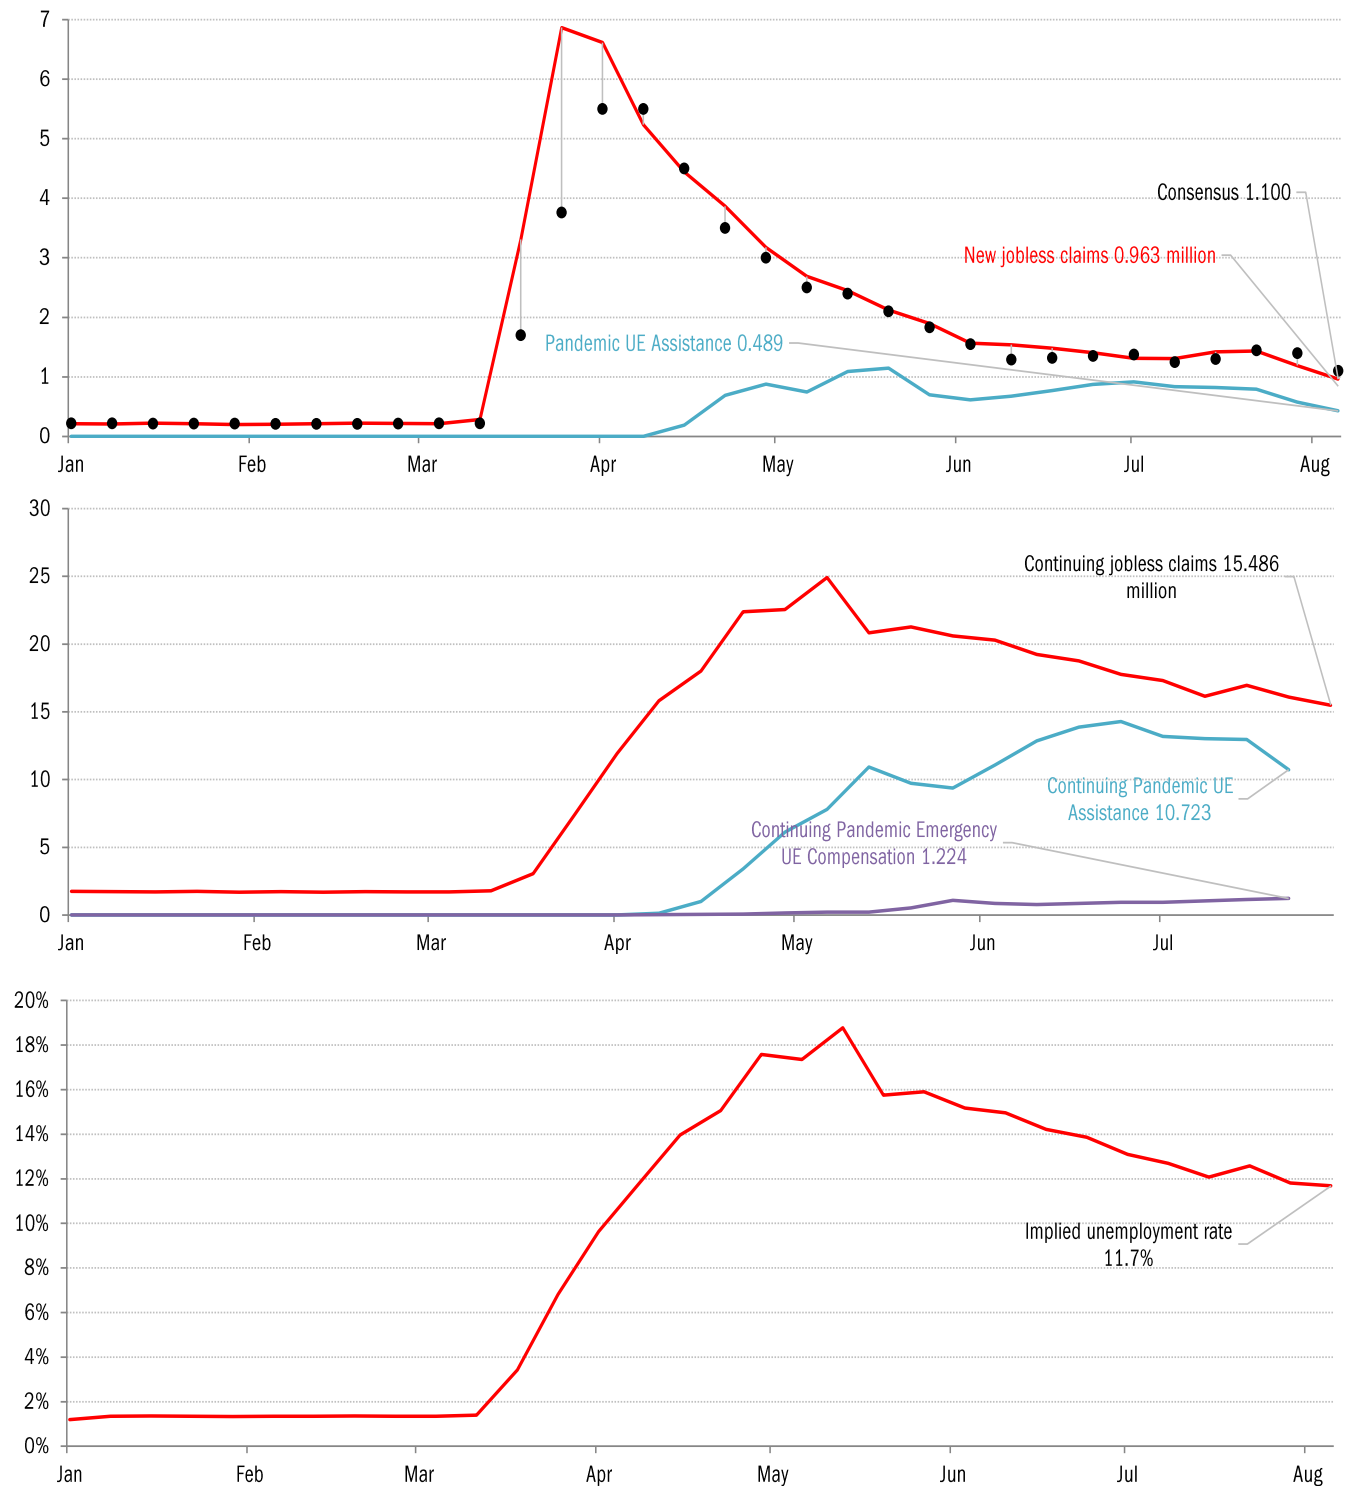 7
6
5
4
Consensus 1.100
3
New jobless claims 0.963 million
2
Pandemic UE Assistance 0.489
1
0
Jan Feb Mar Apr May Jun Jul Aug
30
25
Continuing jobless claims 15.486
million
20
15
10
Continuing Pandemic UE
Assistance 10.723
Continuing Pandemic Emergency
UE Compensation 1.224
5
0
Jan Feb Mar Apr May Jun Jul
20%
18%
16%
14%
12%
10%
Implied unemployment rate
11.7%
8%
6%
4%
2%
0%
Jan Feb Mar Apr May Jun Jul Aug